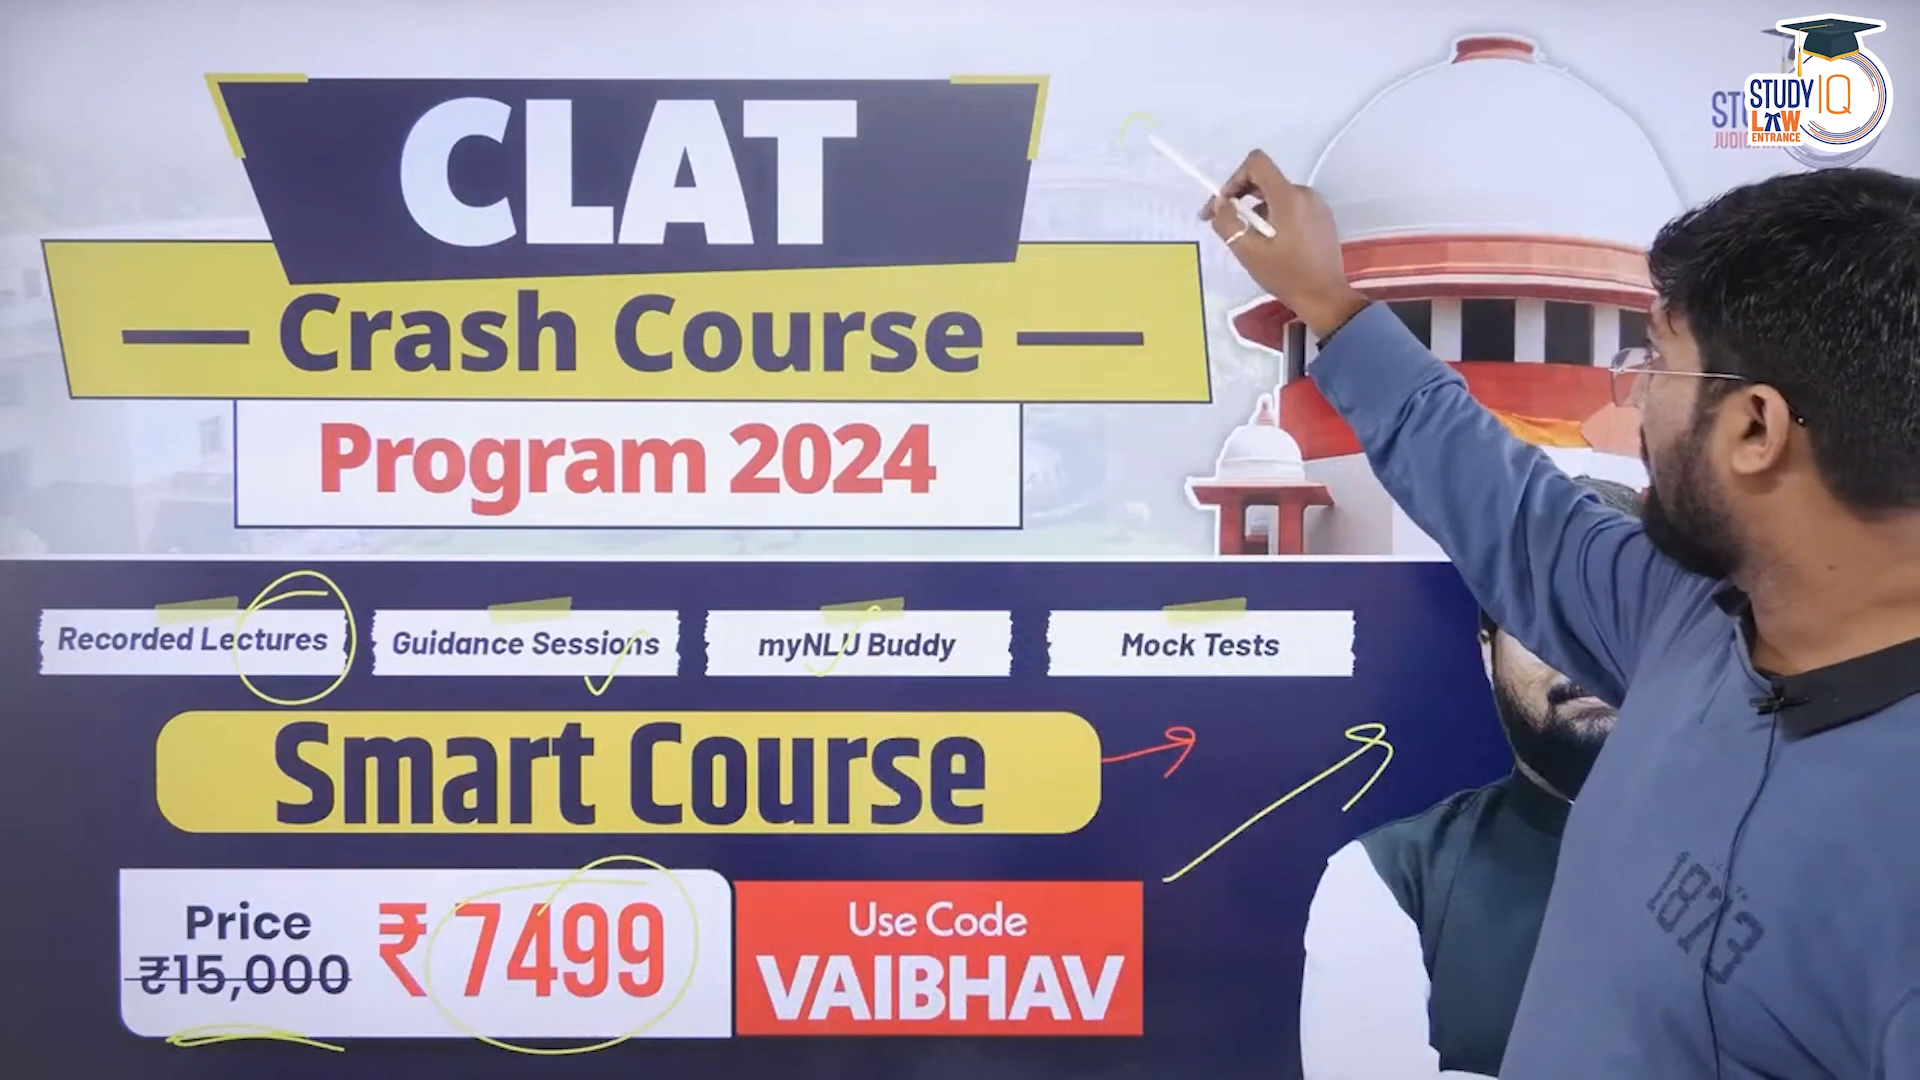 CLAT
Crash Course
Program 2024
STUDY IQ
LAW
ENTRANCE
Recorded Lectures
Guidance Sessions
myNLU Buddy
Mock Tests
Smart Course
Price
₹15,000
₹ 7499
Use Code
VAIBHAV
1873